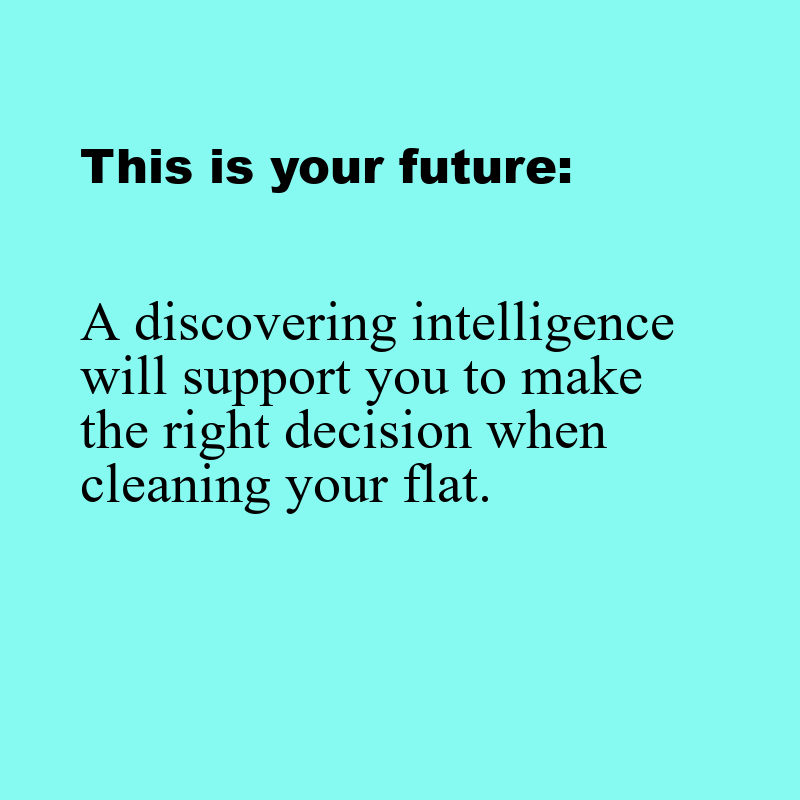 This is your future:
A discovering intelligence
will support you to make
the right decision when
cleaning your flat.